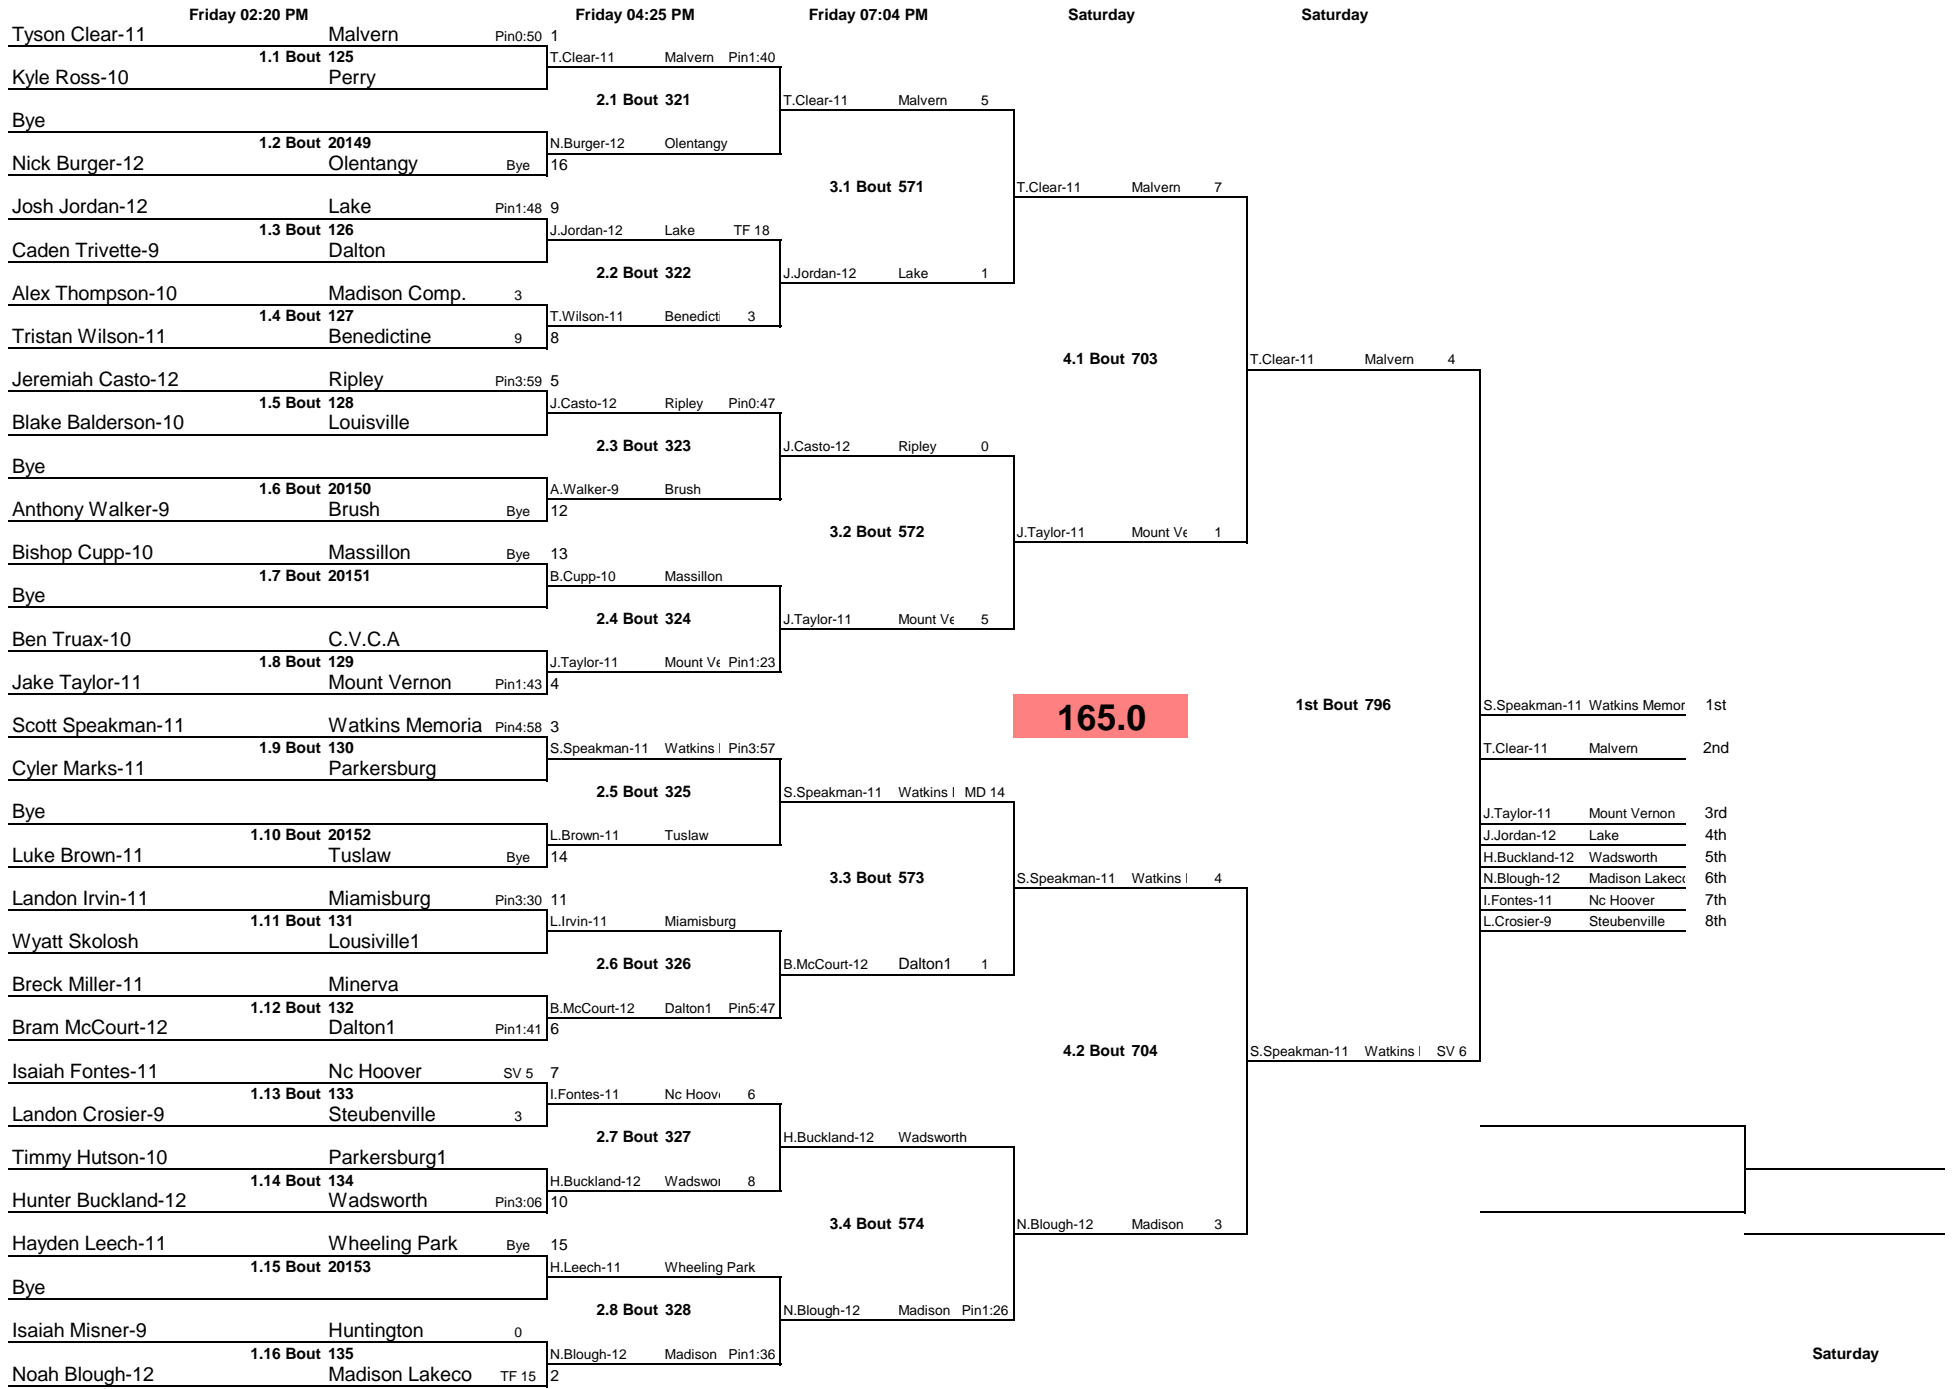 Friday 02:20 PM Friday 04:25 PM Friday 07:04 PM Saturday Saturday
Tyson Clear-11 Malvern Pin0:50 1
1.1 Bout 125 T.Clear-11 Malvern Pin1:40
Kyle Ross-10 Perry
2.1 Bout 321 T.Clear-11 Malvern 5
Bye
1.2 Bout 20149 N.Burger-12 Olentangy
Nick Burger-12 Olentangy Bye 16
3.1 Bout 571 T.Clear-11 Malvern 7
Josh Jordan-12 Lake Pin1:48 9
1.3 Bout 126 J.Jordan-12 Lake TF 18
Caden Trivette-9 Dalton
2.2 Bout 322 J.Jordan-12 Lake 1
Alex Thompson-10 Madison Comp. 3
1.4 Bout 127 T.Wilson-11 Benedicti 3
Tristan Wilson-11 Benedictine 9 8
4.1 Bout 703 T.Clear-11 Malvern 4
Jeremiah Casto-12 Ripley Pin3:59 5
1.5 Bout 128 J.Casto-12 Ripley Pin0:47
Blake Balderson-10 Louisville
2.3 Bout 323 J.Casto-12 Ripley 0
Bye
1.6 Bout 20150 A.Walker-9 Brush
Anthony Walker-9 Brush Bye 12
3.2 Bout 572 J.Taylor-11 Mount Ve 1
Bishop Cupp-10 Massillon Bye 13
1.7 Bout 20151 B.Cupp-10 Massillon
Bye
2.4 Bout 324 J.Taylor-11 Mount Ve 5
Ben Truax-10 C.V.C.A
1.8 Bout 129 J.Taylor-11 Mount Ve Pin1:23
Jake Taylor-11 Mount Vernon Pin1:43 4
165.0 1st Bout 796 S.Speakman-11 Watkins Memor 1st
Scott Speakman-11 Watkins Memoria Pin4:58 3
1.9 Bout 130 S.Speakman-11 Watkins Pin3:57 T.Clear-11 Malvern 2nd
Cyler Marks-11 Parkersburg
2.5 Bout 325 S.Speakman-11 Watkins MD 14
Bye J.Taylor-11 Mount Vernon 3rd
1.10 Bout 20152 L.Brown-11 Tuslaw J.Jordan-12 Lake 4th
Luke Brown-11 Tuslaw Bye 14 H.Buckland-12 Wadsworth 5th
3.3 Bout 573 S.Speakman-11 Watkins 4 N.Blough-12 Madison Lakeco 6th
Landon Irvin-11 Miamisburg Pin3:30 11 I.Fontes-11 Nc Hoover 7th
1.11 Bout 131 L.Irvin-11 Miamisburg L.Crosier-9 Steubenville 8th
Wyatt Skolosh Lousiville1
2.6 Bout 326 B.McCourt-12 Dalton1 1
Breck Miller-11 Minerva
1.12 Bout 132 B.McCourt-12 Dalton1 Pin5:47
Bram McCourt-12 Dalton1 Pin1:41 6
4.2 Bout 704 S.Speakman-11 Watkins SV 6
Isaiah Fontes-11 Nc Hoover SV 5 7
1.13 Bout 133 I.Fontes-11 Nc Hoov 6
Landon Crosier-9 Steubenville 3
2.7 Bout 327 H.Buckland-12 Wadsworth
Timmy Hutson-10 Parkersburg1
1.14 Bout 134 H.Buckland-12 Wadswor 8
Hunter Buckland-12 Wadsworth Pin3:06 10
3.4 Bout 574 N.Blough-12 Madison 3
Hayden Leech-11 Wheeling Park Bye 15
1.15 Bout 20153 H.Leech-11 Wheeling Park
Bye
2.8 Bout 328 N.Blough-12 Madison Pin1:26
Isaiah Misner-9 Huntington 0
1.16 Bout 135 N.Blough-12 Madison Pin1:36 Saturday
Noah Blough-12 Madison Lakeco TF 15 2